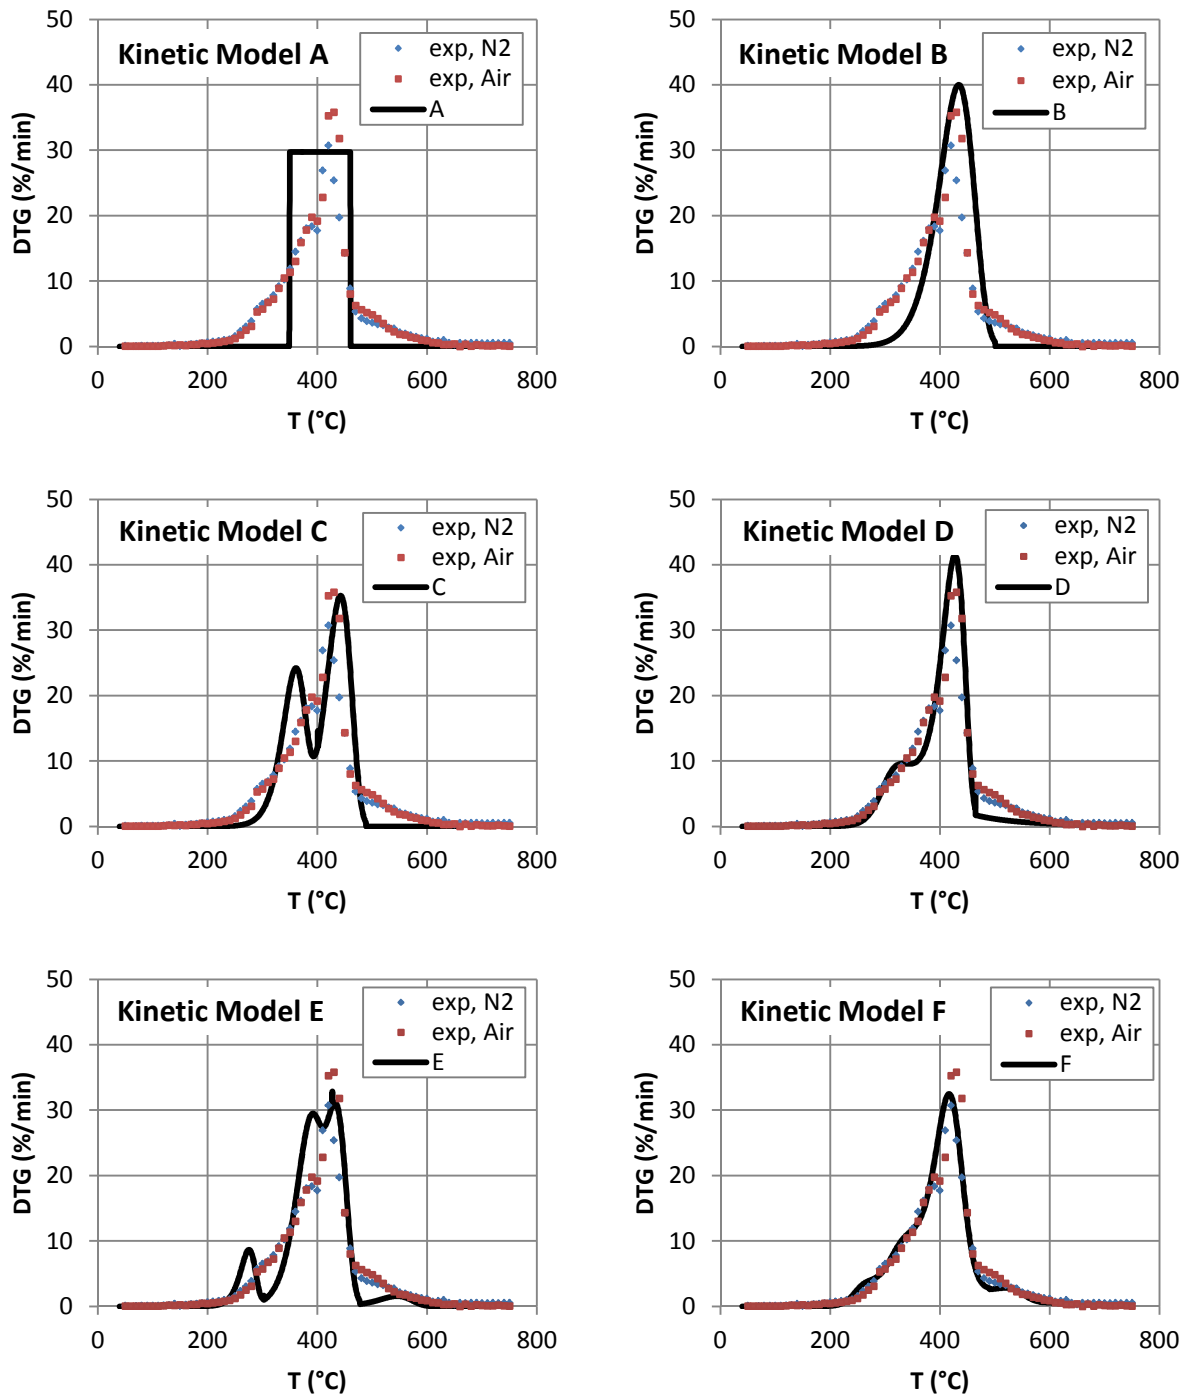 Kinetic Model A
exp, N2
exp, Air
A
DTG (%/min)
50
40
30
20
10
0
0 200 400 600 800
T (°C)
Kinetic Model B
exp, N2
exp, Air
B
DTG (%/min)
50
40
30
20
10
0
0 200 400 600 800
T (°C)
Kinetic Model C
exp, N2
exp, Air
C
DTG (%/min)
50
40
30
20
10
0
0 200 400 600 800
T (°C)
Kinetic Model D
exp, N2
exp, Air
D
DTG (%/min)
50
40
30
20
10
0
0 200 400 600 800
T (°C)
Kinetic Model E
exp, N2
exp, Air
E
DTG (%/min)
50
40
30
20
10
0
0 200 400 600 800
T (°C)
Kinetic Model F
exp, N2
exp, Air
F
DTG (%/min)
50
40
30
20
10
0
0 200 400 600 800
T (°C)